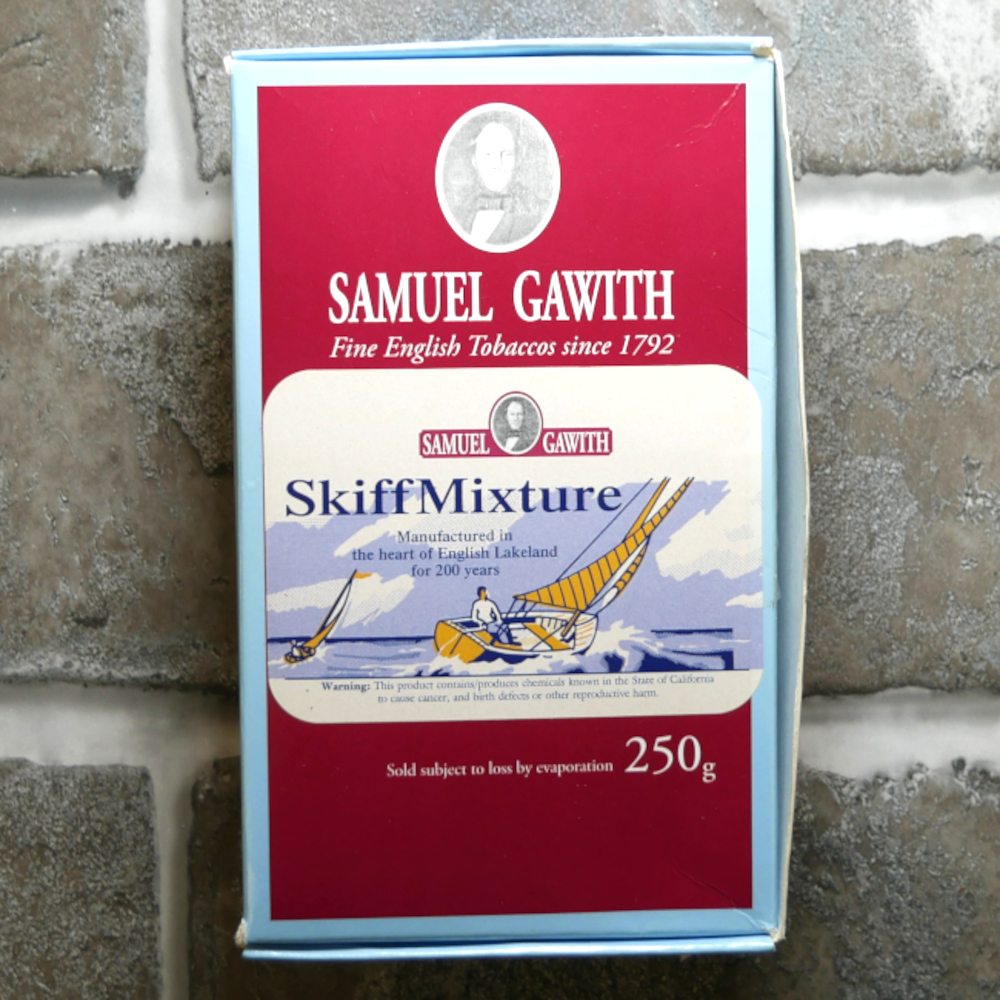 SAMUEL GAWITH
Fine English Tobaccos since 1792
SAMUEL GAWITH
Skiff Mixture
Manufactured in
the heart of English Lakeland
for 200 years
Warning: This product contains/produces chemicals known in the State of California
to cause cancer, and birth defects or other reproductive harm.
Sold subject to loss by evaporation 250g